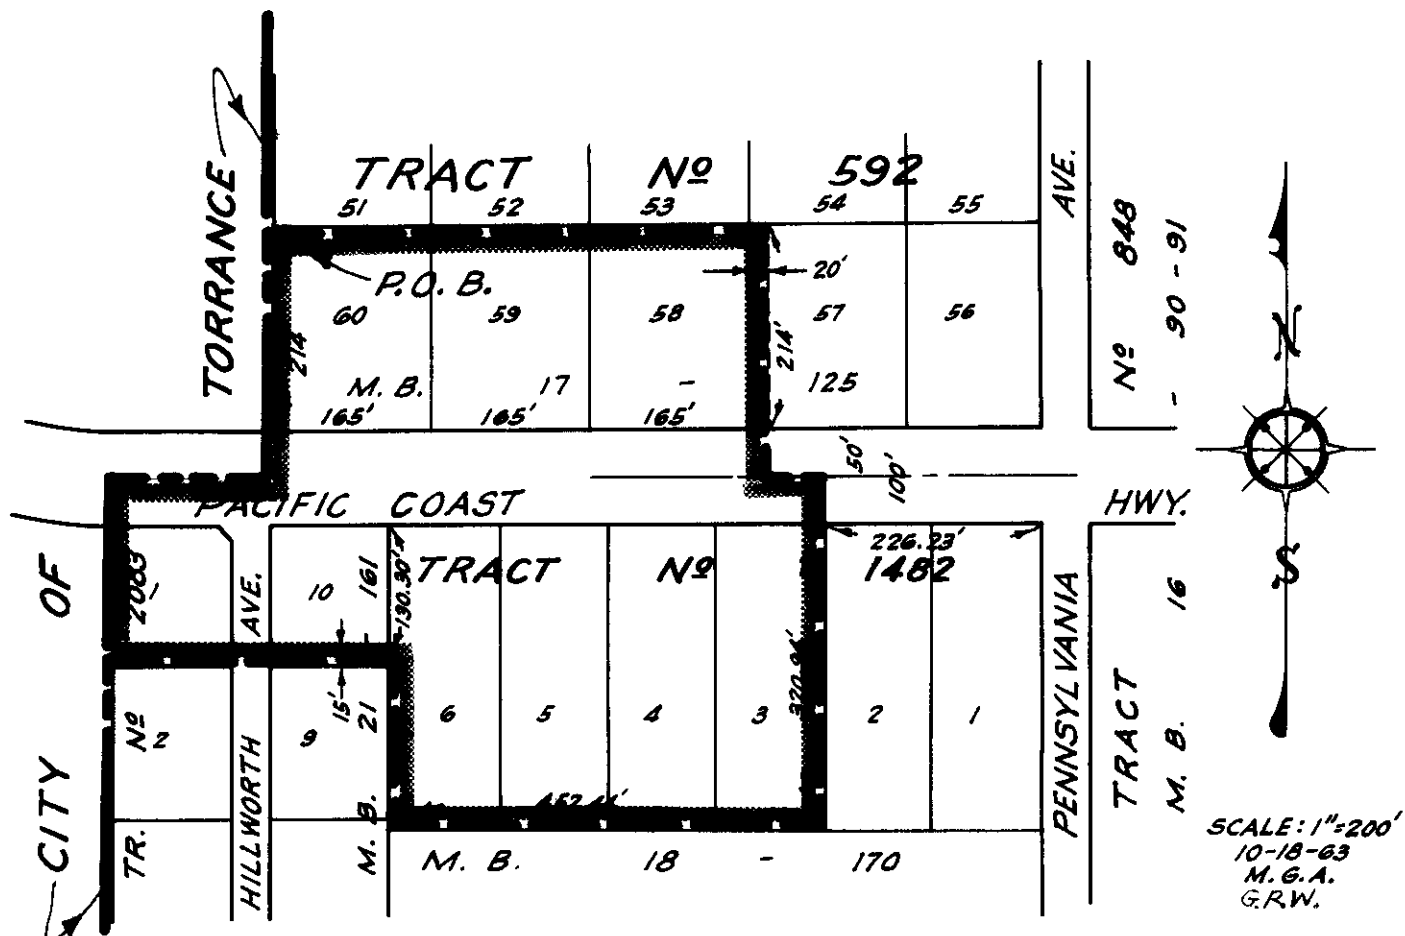 TRACT Nº 592
51 52 53 54 55
TORRANCE
P.O.B.
20'
60 59 58 57 56
214
214'
M. B. 17 - 125
165' 165' 165'
AVE.
Nº 848
- 90 - 91
50'
100'
PACIFIC COAST HWY.
226.23'
TRACT Nº 1482
2083
1
AVE.
10
161
130.30'
320.94'
15'
Nº 2 9 21 6 5 4 3 2 1
N
S
CITY OF
TR.
HILLWORTH
M. B.
M. B. 18 - 170
PENNSYLVANIA
TRACT
M. B. 16
SCALE: 1"=200'
10-18-63
M.G.A.
G.R.W.